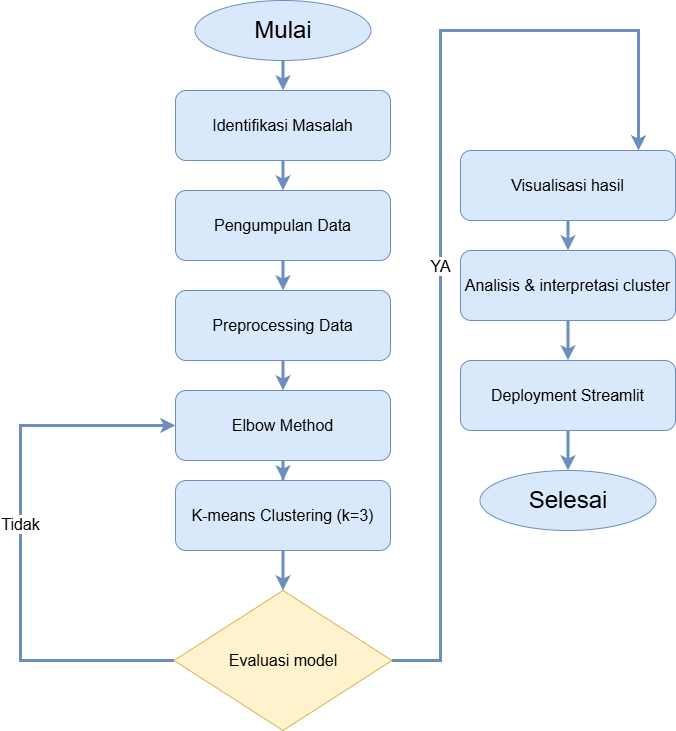 Mulai
Identifikasi Masalah
Pengumpulan Data
Preprocessing Data
Elbow Method
K-means Clustering (k=3)
Evaluasi model
Tidak
YA
Visualisasi hasil
Analisis & interpretasi cluster
Deployment Streamlit
Selesai